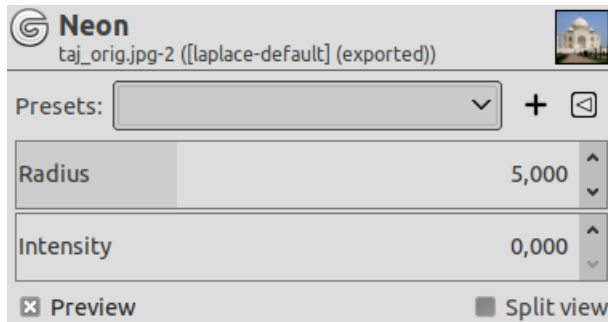 Neon
taj_orig.jpg-2 ([laplace-default] (exported))
Presets:
Radius 5,000
Intensity 0,000
Preview Split view